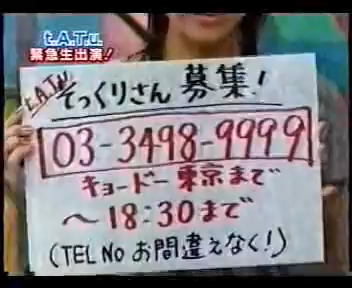 t.A.T.u.
緊急生出演!
t.A.T.u
そっくりさん 募集!
03-3498-9999
キョードー東京まで
〜18:30まで
(TEL No お間違えなく!)